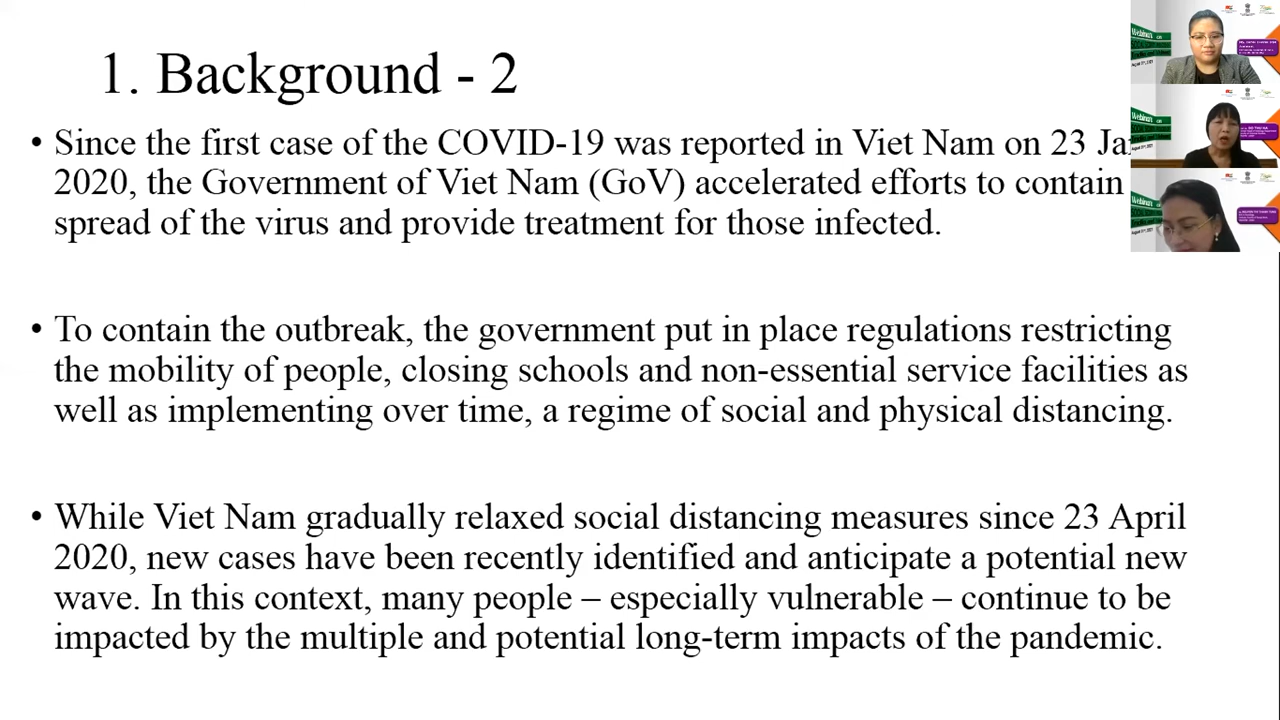 1. Background - 2
• Since the first case of the COVID-19 was reported in Viet Nam on 23 Ja
2020, the Government of Viet Nam (GoV) accelerated efforts to contain
spread of the virus and provide treatment for those infected.
• To contain the outbreak, the government put in place regulations restricting
the mobility of people, closing schools and non-essential service facilities as
well as implementing over time, a regime of social and physical distancing.
• While Viet Nam gradually relaxed social distancing measures since 23 April
2020, new cases have been recently identified and anticipate a potential new
wave. In this context, many people – especially vulnerable – continue to be
impacted by the multiple and potential long-term impacts of the pandemic.
Webinar
Webinar